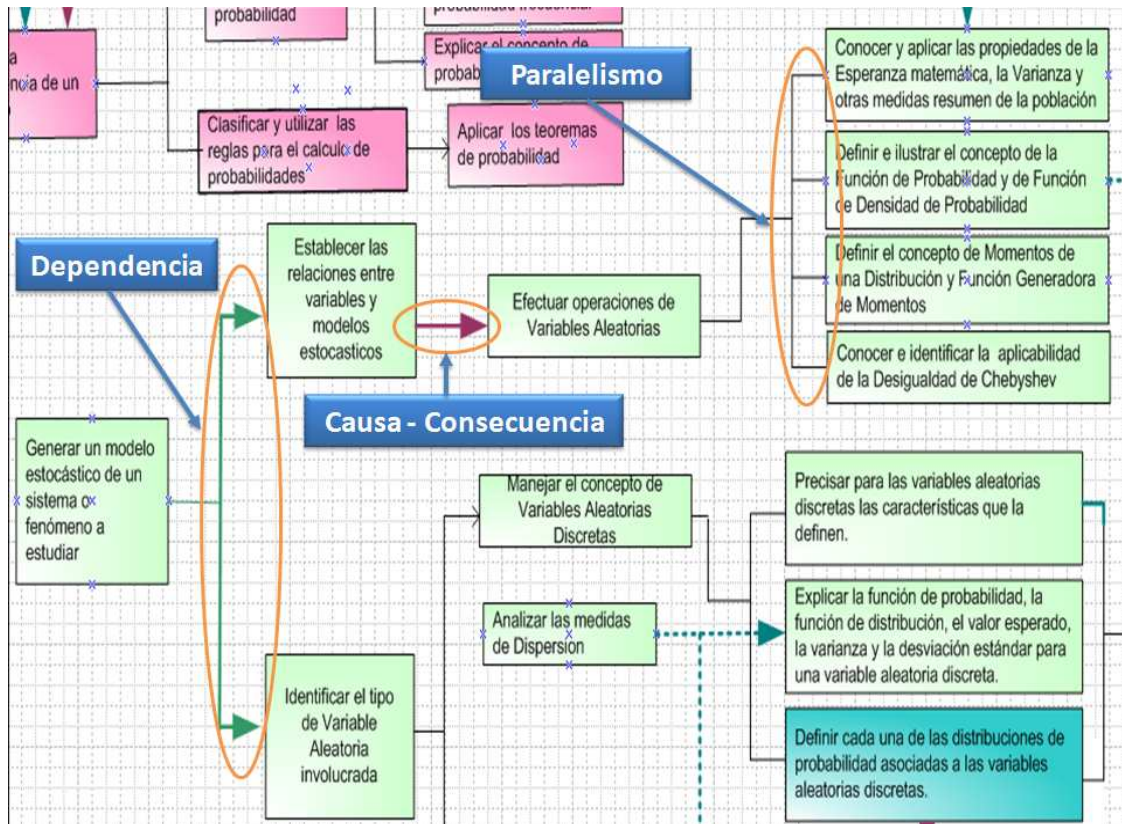 probabilidad
probabilidad
Explicar el concepto de
Paralelismo
Conocer y aplicar las propiedades de la
Esperanza matemática, la Varianza y
otras medidas resumen de la población
de un
Clasificar y utilizar las
reglas para el calculo de
probabilidades
Aplicar los teoremas
de probabilidad
Definir e ilustrar el concepto de la
Función de Probabilidad y de Función
de Densidad de Probabilidad
Dependencia
Establecer las
relaciones entre
variables y
modelos
estocasticos
Efectuar operaciones de
Variables Aleatorias
Definir el concepto de Momentos de
una Distribución y Función Generadora
de Momentos
Conocer e identificar la aplicabilidad
de la Desigualdad de Chebyshev
Causa - Consecuencia
Generar un modelo
estocástico de un
sistema o
fenómeno a
estudiar
Manejar el concepto de
Variables Aleatorias
Discretas
Precisar para las variables aleatorias
discretas las características que la
definen.
Analizar las medidas
de Dispersión
Explicar la función de probabilidad, la
función de distribución, el valor esperado,
la varianza y la desviación estándar para
una variable aleatoria discreta.
Identificar el tipo
de Variable
Aleatoria
involucrada
Definir cada una de las distribuciones de
probabilidad asociadas a las variables
aleatorias discretas.